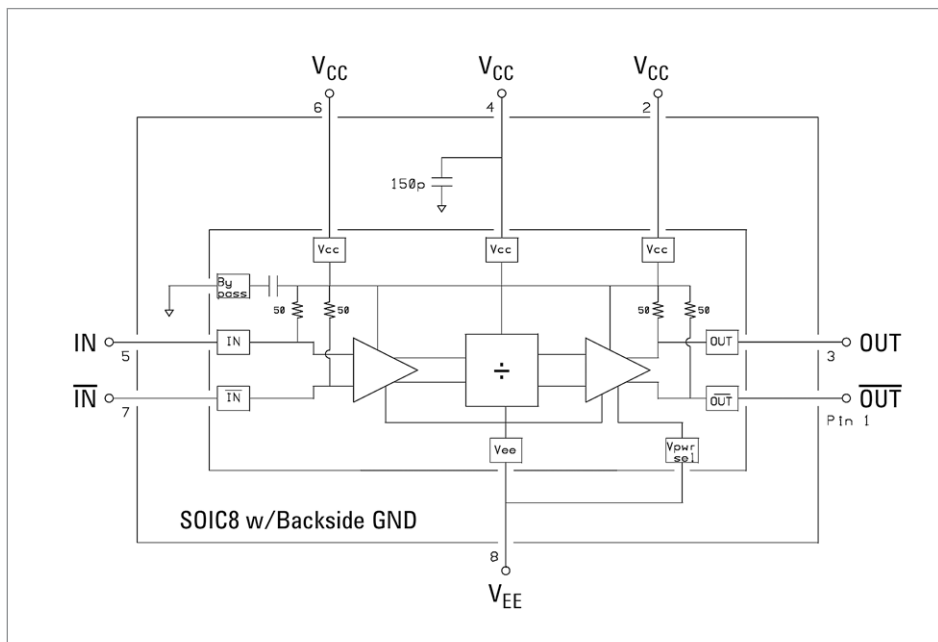 VCC VCC VCC
6 4 2
150p
Vcc Vcc Vcc
By
pass
50 50 50 50
IN 5 IN OUT 3 OUT
÷
IN 7 IN OUT OUT
Pin 1
Vee Vpwr
sel
SOIC8 w/Backside GND
8
VEE